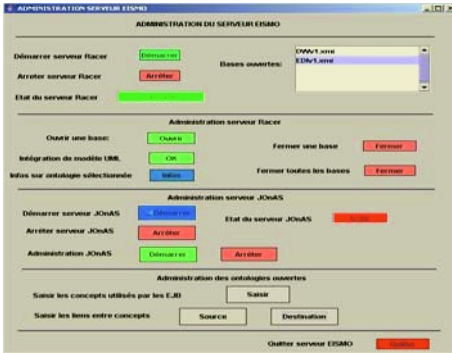 ADMINISTRATION SERVEUR EISMO
ADMINISTRATION DU SERVEUR EISMO
Démarrer serveur Racer Démarrer
Bases ouvertes: DWv1.xmi
EDIv1.xmi
Arreter serveur Racer Arrêter
Etat du serveur Racer
Administration serveur Racer
Ouvrir une base: Ouvrir
Fermer une base Fermer
Intégration de modèle UML OK
Fermer toutes les bases Fermer
Infos sur ontologie sélectionnée Infos
Administration serveur JOnAS
Démarrer serveur JOnAS Démarrer
Etat du serveur JOnAS
Arrêter serveur JOnAS Arrêter
Administration JOnAS Démarrer Arrêter
Administration des ontologies ouvertes
Saisir les concepts utilisés par les EJB Saisir
Saisir les liens entre concepts Source Destination
Quitter serveur EISMO Quitter